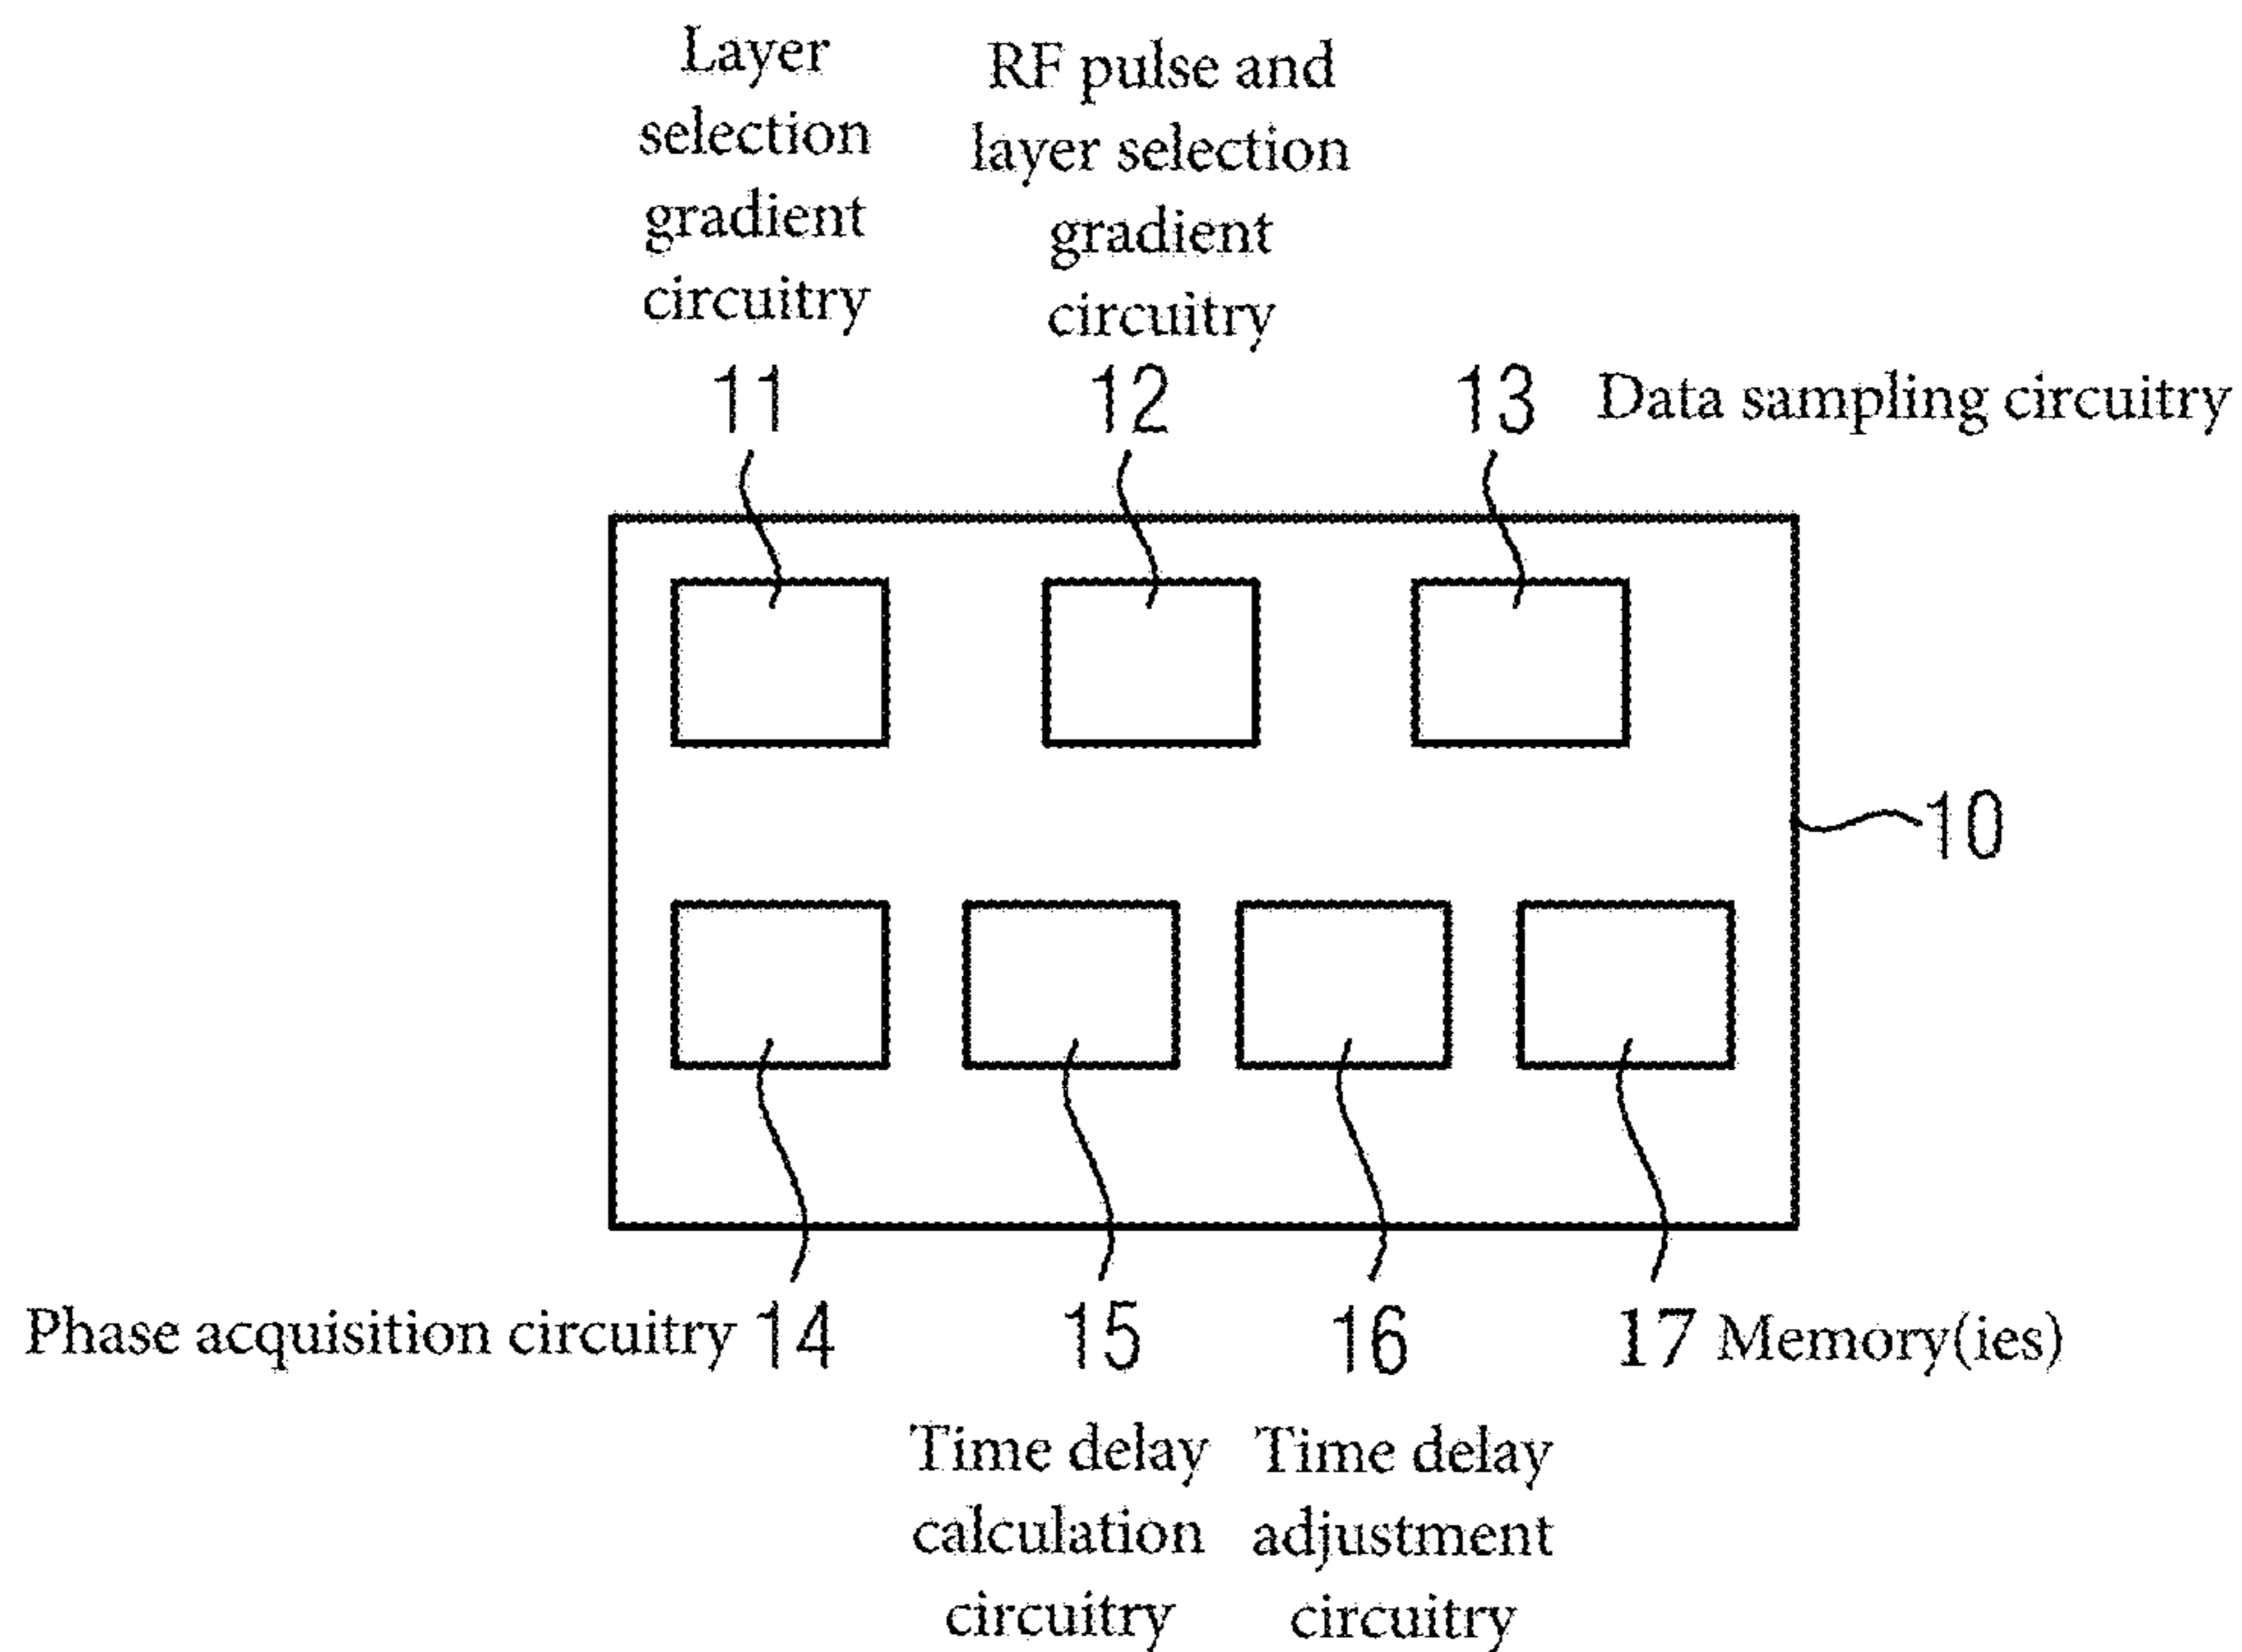 Layer
selection
gradient
circuitry
11
RF pulse and
layer selection
gradient
circuitry
12
13 Data sampling circuitry
10
Phase acquisition circuitry 14
15
Time delay
calculation
circuitry
16
Time delay
adjustment
circuitry
17 Memory(ies)